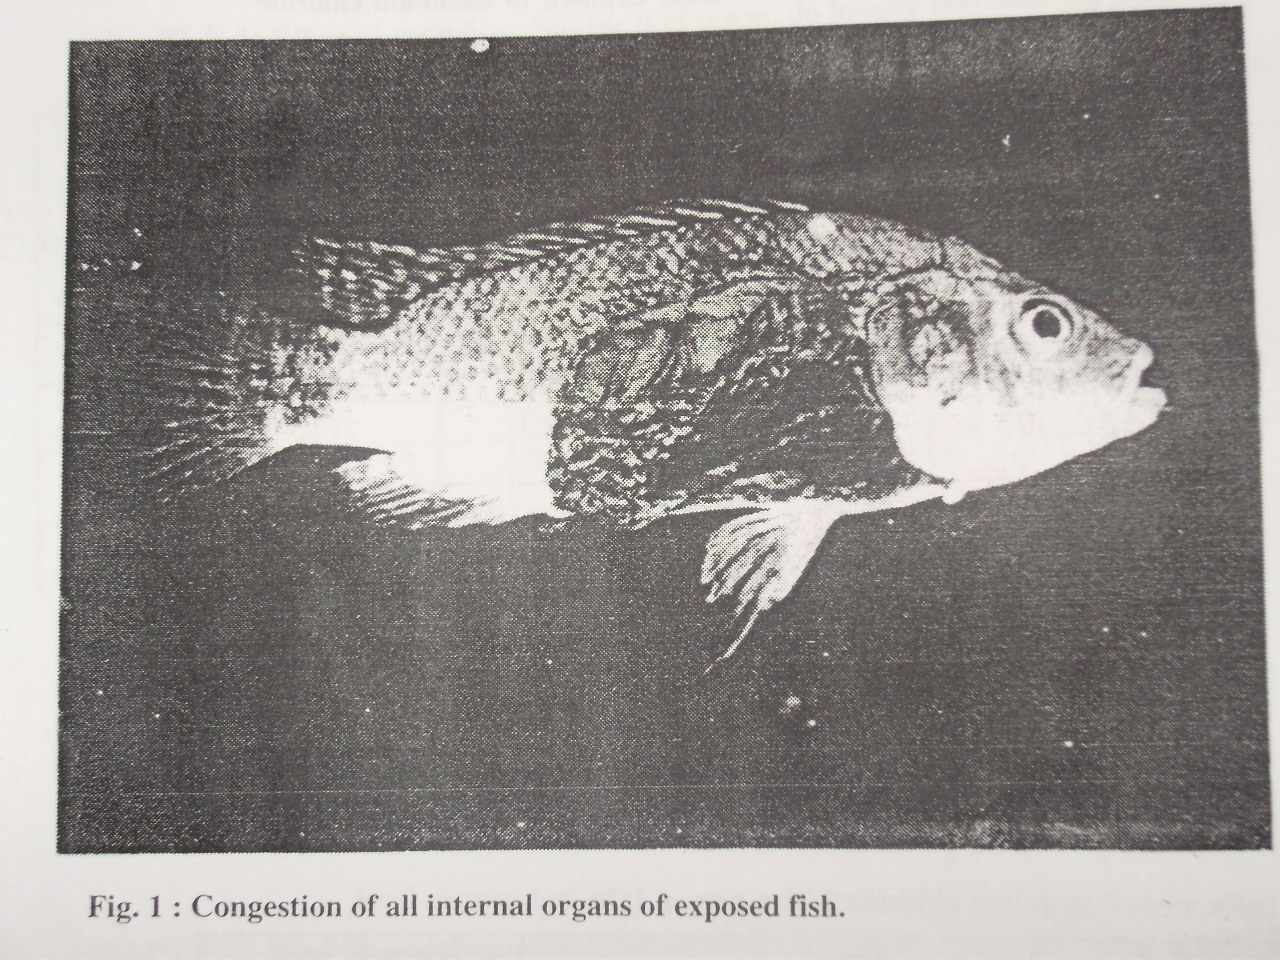 Fig. 1 : Congestion of all internal organs of exposed fish.